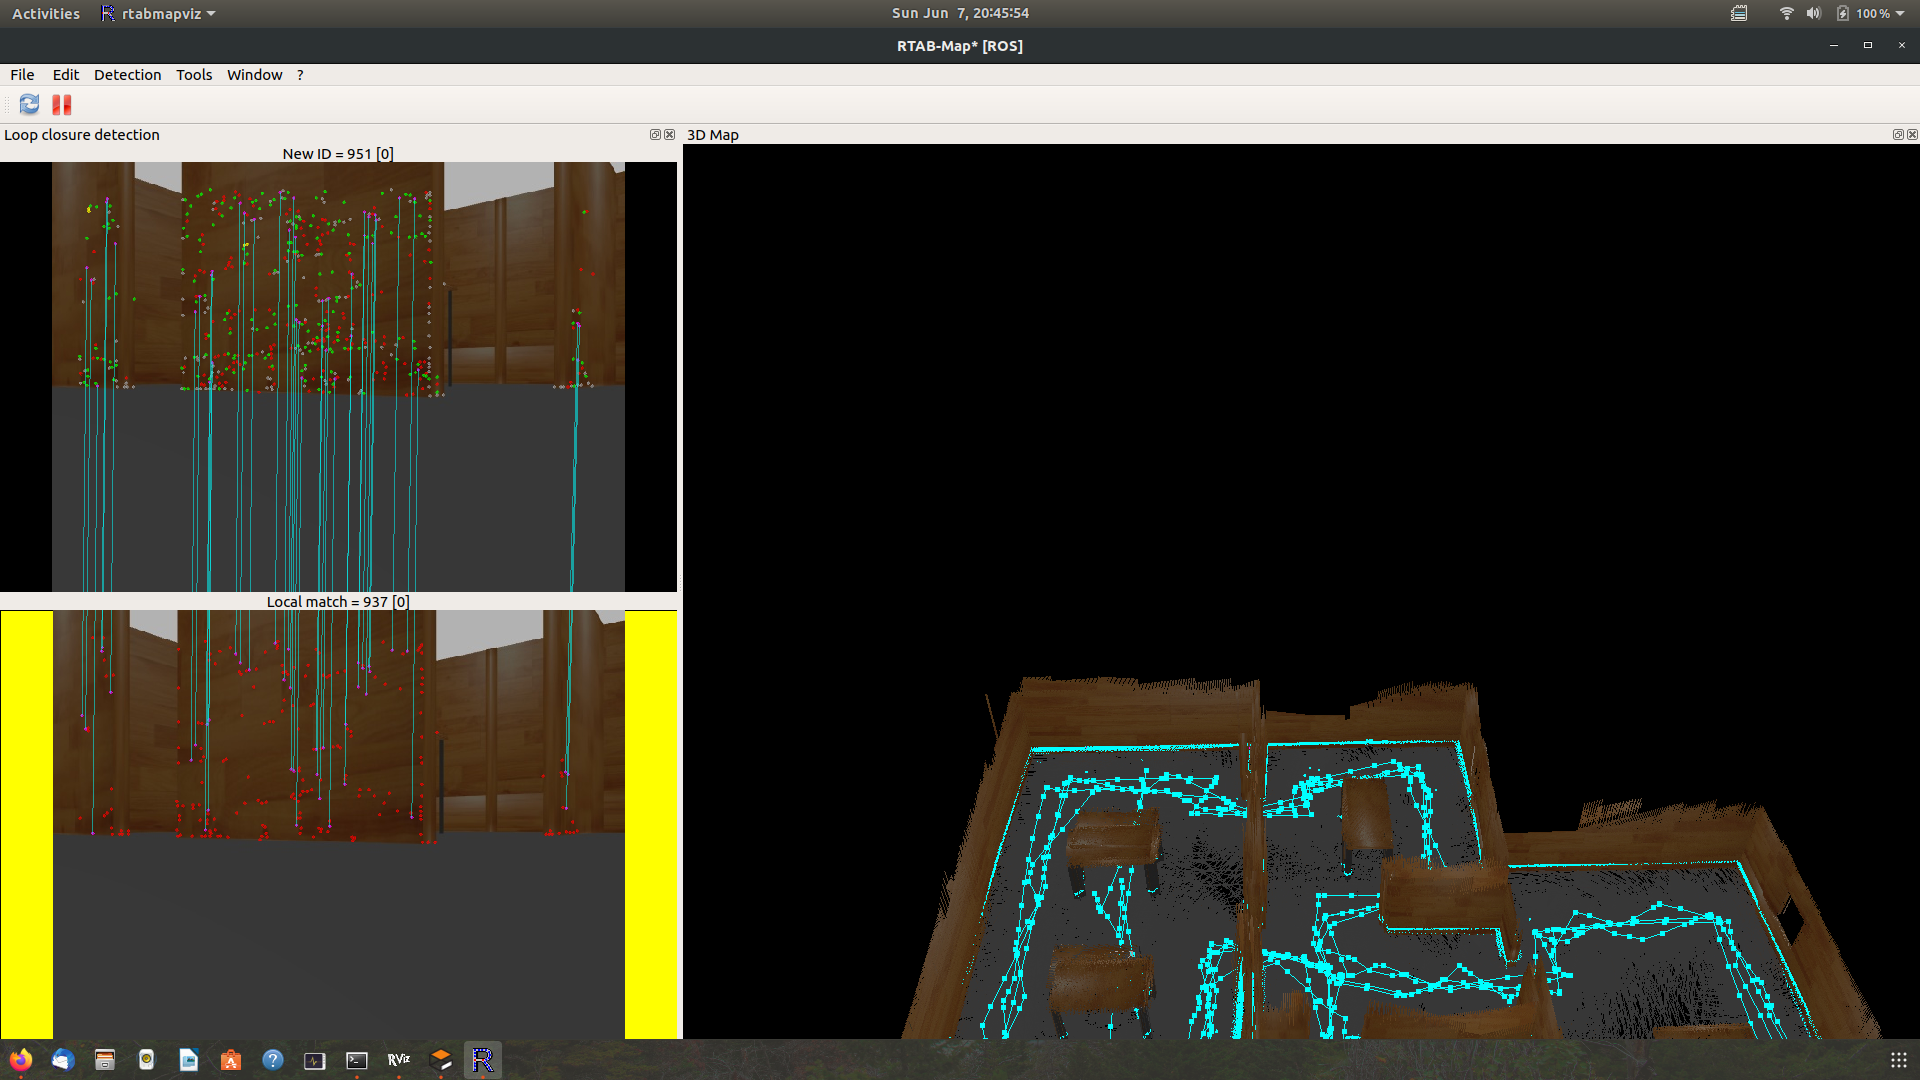 Activities
rtabmapviz
Sun Jun 7, 20:45:54
100 %
RTAB-Map* [ROS]
File Edit Detection Tools Window ?
Loop closure detection
3D Map
New ID = 951 [0]
Local match = 937 [0]
RViz
R